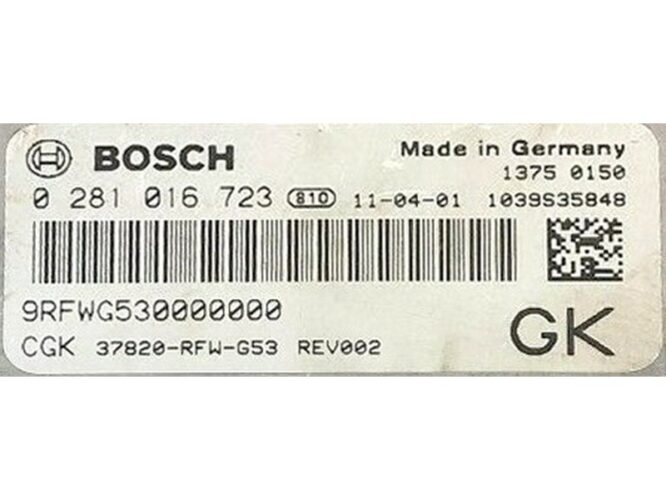 BOSCH Made in Germany
1375 0150
0 281 016 723 810 11-04-01 1039S35848
9RFWG530000000
CGK 37820-RFW-G53 REV002
GK